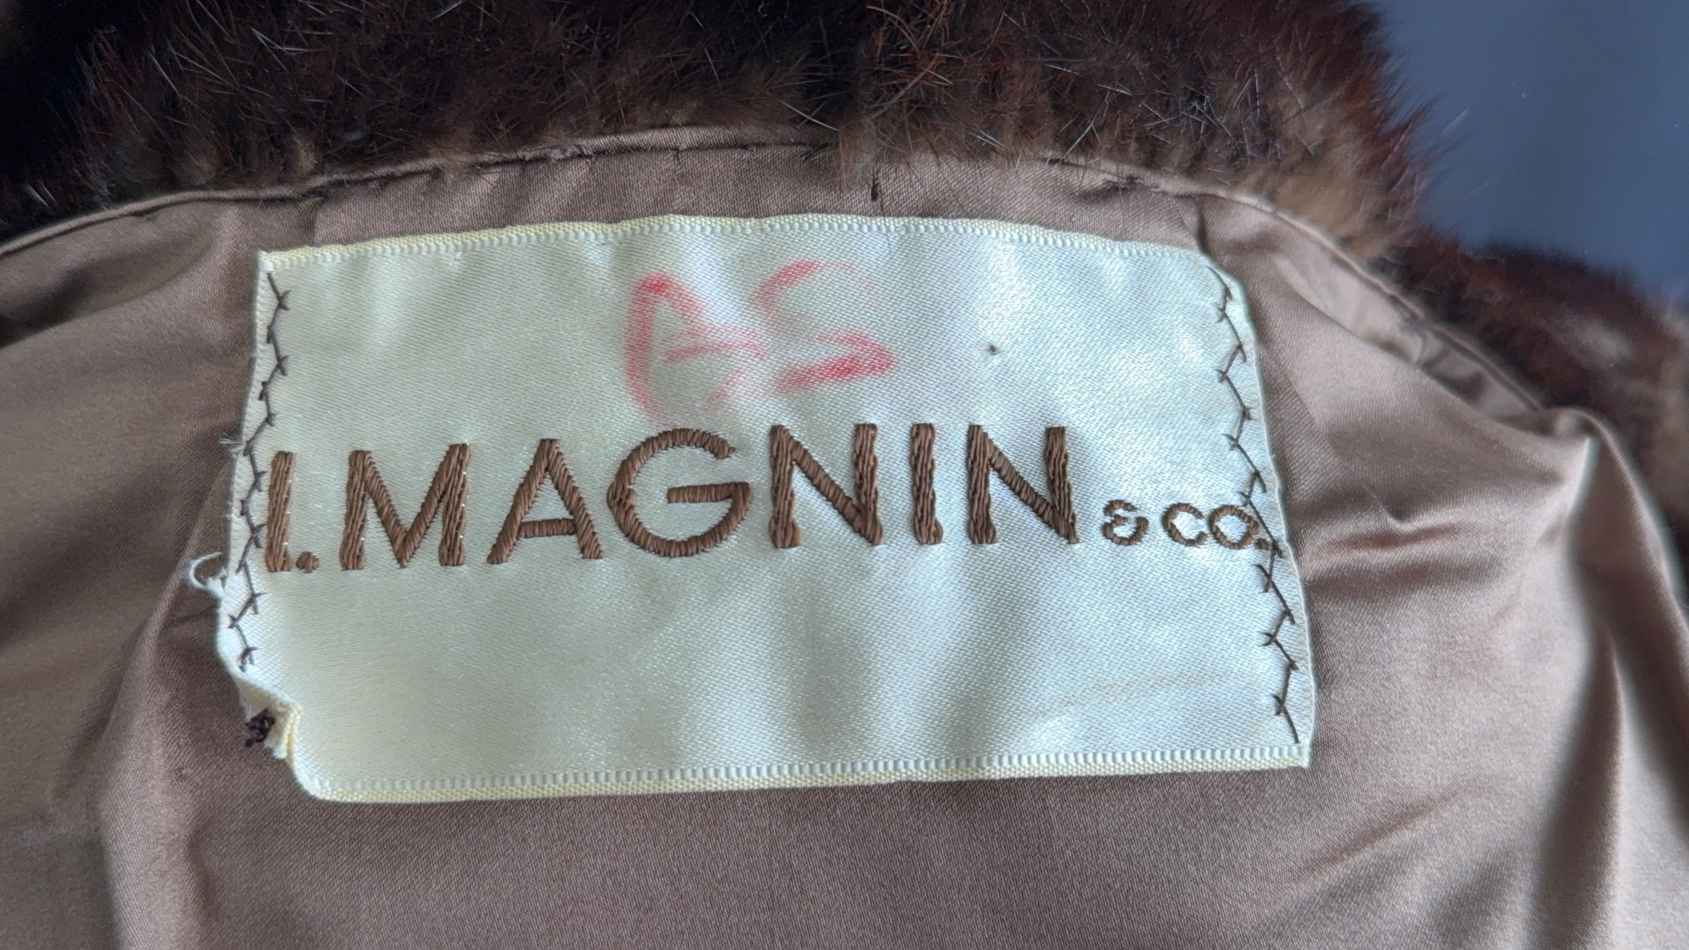 AS
I. MAGNIN & CO.